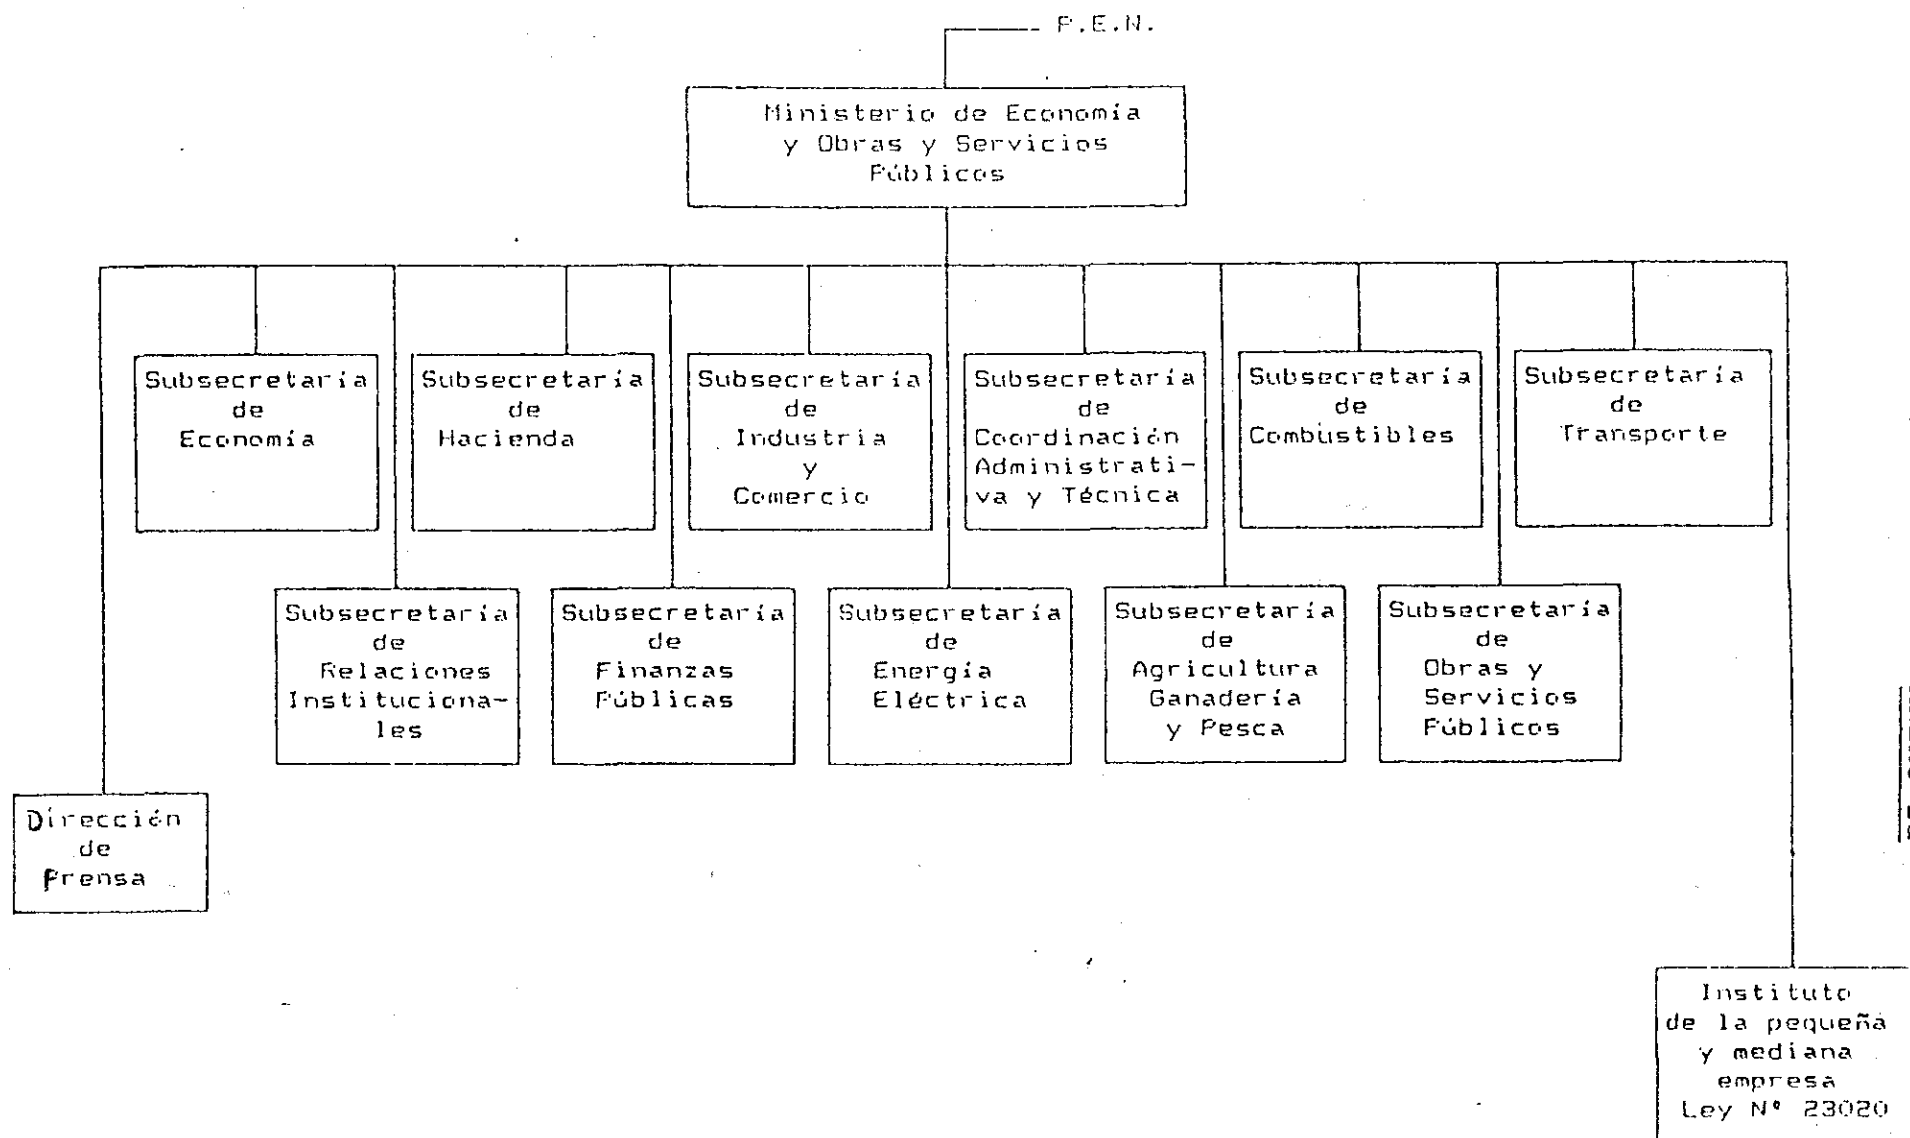 P.E.N.
Ministerio de Economía
y Obras y Servicios
Públicos
Subsecretaría
de
Economía
Subsecretaría
de
Hacienda
Subsecretaría
de
Industria
y
Comercio
Subsecretaría
de
Coordinación
Administrati-
va y Técnica
Subsecretaría
de
Combustibles
Subsecretaría
de
Transporte
Subsecretaría
de
Relaciones
Instituciona-
les
Subsecretaría
de
Finanzas
Públicas
Subsecretaría
de
Energía
Eléctrica
Subsecretaría
de
Agricultura
Ganadería
y Pesca
Subsecretaría
de
Obras y
Servicios
Públicos
Dirección
de
Prensa
Instituto
de la pequeña
y mediana
empresa
Ley Nº 23020